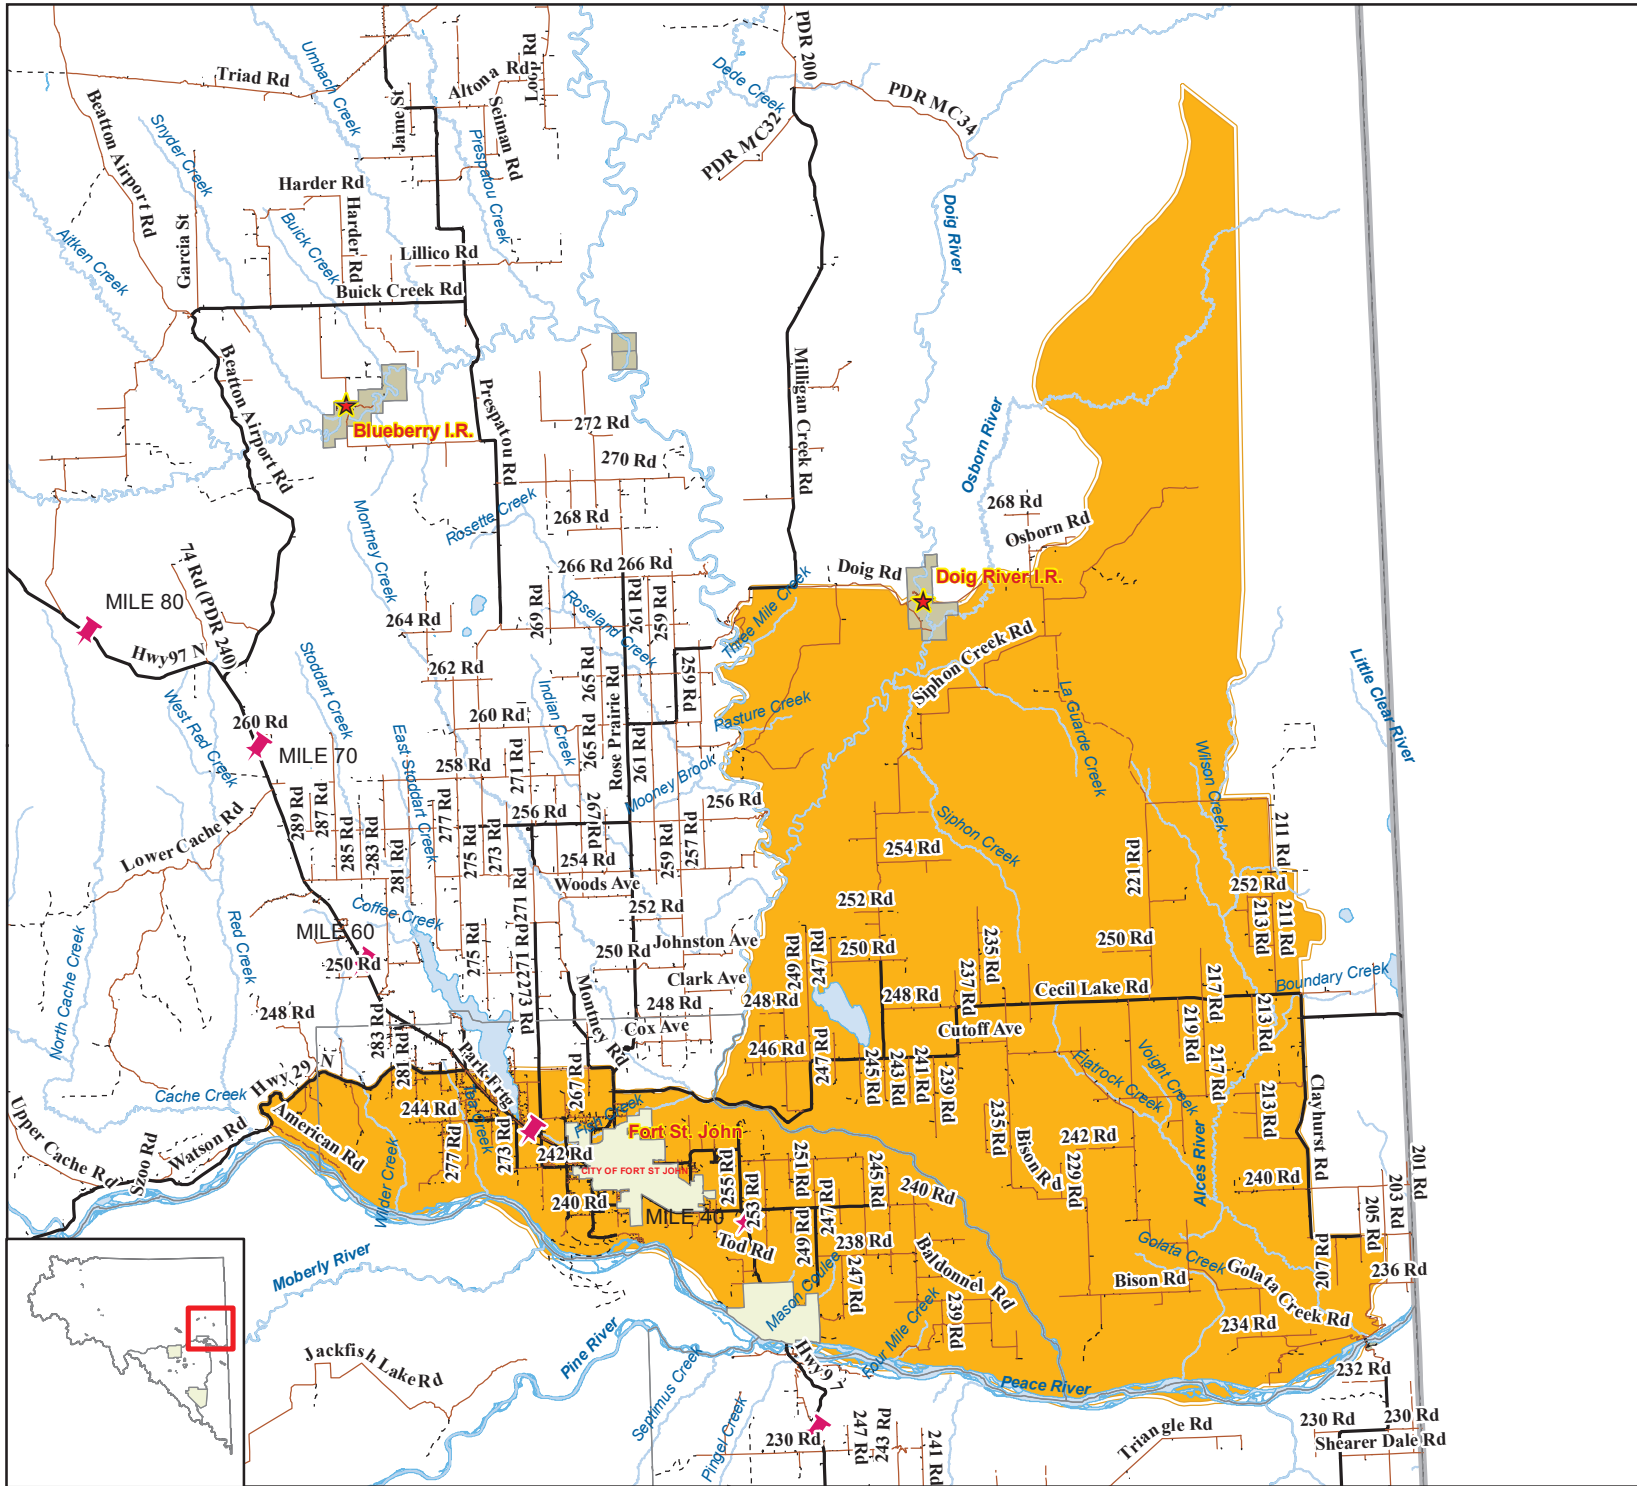 PDR 200
Umbach Creek
Triad Rd
Altona Rd
Loop Rd
Dede Creek
PDR MC34
Beatton Airport Rd
James St
Seiman Rd
Snyder Creek
Prespatou Creek
PDR MC32
Harder Rd
Harder Rd
Garcia St
Buick Creek
Doig River
Aitken Creek
Lillico Rd
Buick Creek Rd
Beatton Airport Rd
Milligan Creek Rd
Prespatou Rd
Blueberry I.R.
272 Rd
Osborn River
270 Rd
Rosette Creek
268 Rd
268 Rd
Osborn Rd
Montney Creek
74 Rd (PDR 240)
266 Rd
266 Rd
Doig Rd
Doig River I.R.
MILE 80
Three Mile Creek
264 Rd
269 Rd
Roseland Creek
261 Rd
259 Rd
Hwy97 N
Stoddart Creek
262 Rd
Siphon Creek Rd
265 Rd
259 Rd
Little Clear River
West Red Creek
Indian Creek
Rose Prairie Rd
La Guarde Creek
260 Rd
260 Rd
Pasture Creek
East Stoddart Creek
265 Rd
261 Rd
MILE 70
258 Rd
271 Rd
Mooney Brook
Wilson Creek
289 Rd
287 Rd
277 Rd
256 Rd
267 Rd
256 Rd
Lower Cache Rd
285 Rd
283 Rd
275 Rd
273 Rd
259 Rd
257 Rd
Siphon Creek
211 Rd
254 Rd
254 Rd
281 Rd
221 Rd
Woods Ave
252 Rd
Coffee Creek
271 Rd
252 Rd
252 Rd
213 Rd
211 Rd
MILE 60
Red Creek
North Cache Creek
250 Rd
275 Rd
271 Rd
250 Rd
Johnston Ave
249 Rd
247 Rd
250 Rd
235 Rd
250 Rd
Clark Ave
237 Rd
Cecil Lake Rd
217 Rd
Boundary Creek
248 Rd
283 Rd
273 Rd
Montney Rd
248 Rd
248 Rd
248 Rd
Cox Ave
Cutoff Ave
219 Rd
213 Rd
281 Rd
Park Frtg
246 Rd
247 Rd
245 Rd
243 Rd
241 Rd
239 Rd
Flatrock Creek
Voight Creek
217 Rd
Hwy 29 N
267 Rd
Cache Creek
Upper Cache Rd
American Rd
244 Rd
Tea Creek
Fish Creek
Fort St. John
235 Rd
213 Rd
Clayhurst Rd
Szoo Rd
Watson Rd
277 Rd
273 Rd
242 Rd
242 Rd
Bison Rd
CITY OF FORT ST JOHN
Wilder Creek
240 Rd
255 Rd
253 Rd
251 Rd
247 Rd
245 Rd
240 Rd
229 Rd
Alces River
240 Rd
201 Rd
203 Rd
205 Rd
MILE 40
Tod Rd
249 Rd
238 Rd
247 Rd
Baldonnel Rd
Golata Creek
207 Rd
236 Rd
Moberly River
Mason Coulee
Bison Rd
Golata Creek Rd
Four Mile Creek
239 Rd
234 Rd
Jackfish Lake Rd
Pine River
Hwy97
Peace River
232 Rd
Septimus Creek
Pingel Creek
230 Rd
247 Rd
243 Rd
241 Rd
Triangle Rd
230 Rd
230 Rd
Shearer Dale Rd